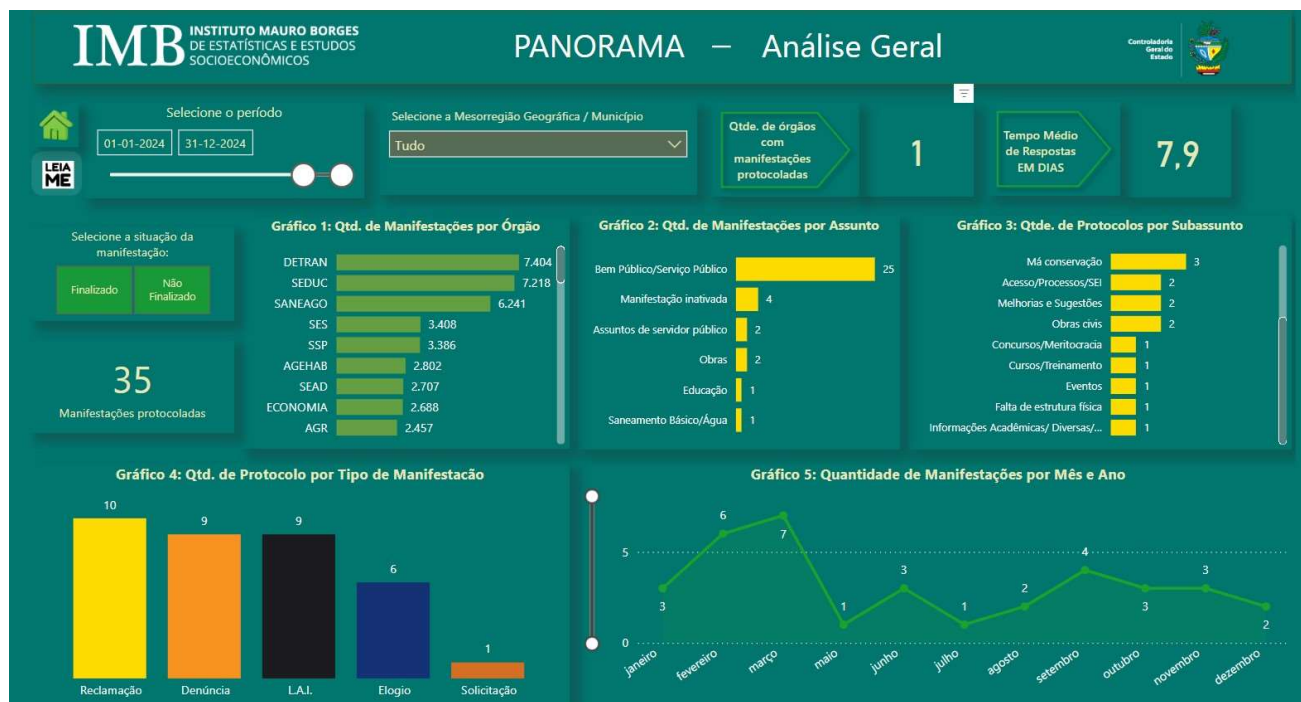 IMB
INSTITUTO MAURO BORGES
DE ESTATÍSTICAS E ESTUDOS
SOCIOECONÔMICOS
PANORAMA – Análise Geral
Controladoria
Geral do
Estado
LEIA
ME
Selecione o período
01-01-2024 31-12-2024
Selecione a Mesorregião Geográfica / Município
Tudo
Qtde. de órgãos
com
manifestações
protocoladas
1
Tempo Médio
de Respostas
EM DIAS
7,9
Selecione a situação da
manifestação:
Finalizado
Não
Finalizado
35
Manifestações protocoladas
Gráfico 1: Qtd. de Manifestações por Órgão
DETRAN 7.404
SEDUC 7.218
SANEAGO 6.241
SES 3.408
SSP 3.386
AGEHAB 2.802
SEAD 2.707
ECONOMIA 2.688
AGR 2.457
Gráfico 2: Qtd. de Manifestações por Assunto
Bem Público/Serviço Público 25
Manifestação inativada 4
Assuntos de servidor público 2
Obras 2
Educação 1
Saneamento Básico/Água 1
Gráfico 3: Qtde. de Protocolos por Subassunto
Má conservação 3
Acesso/Processos/SEI 2
Melhorias e Sugestões 2
Obras civis 2
Concursos/Meritocracia 1
Cursos/Treinamento 1
Eventos 1
Falta de estrutura física 1
Informações Acadêmicas/ Diversas/... 1
Gráfico 4: Qtd. de Protocolo por Tipo de Manifestacão
10 9 9 6 1
Reclamação Denúncia L.A.I. Elogio Solicitação
Gráfico 5: Quantidade de Manifestações por Mês e Ano
5
0
3 6 7 1 3 1 2 4 3 3 2
janeiro fevereiro março maio junho julho agosto setembro outubro novembro dezembro